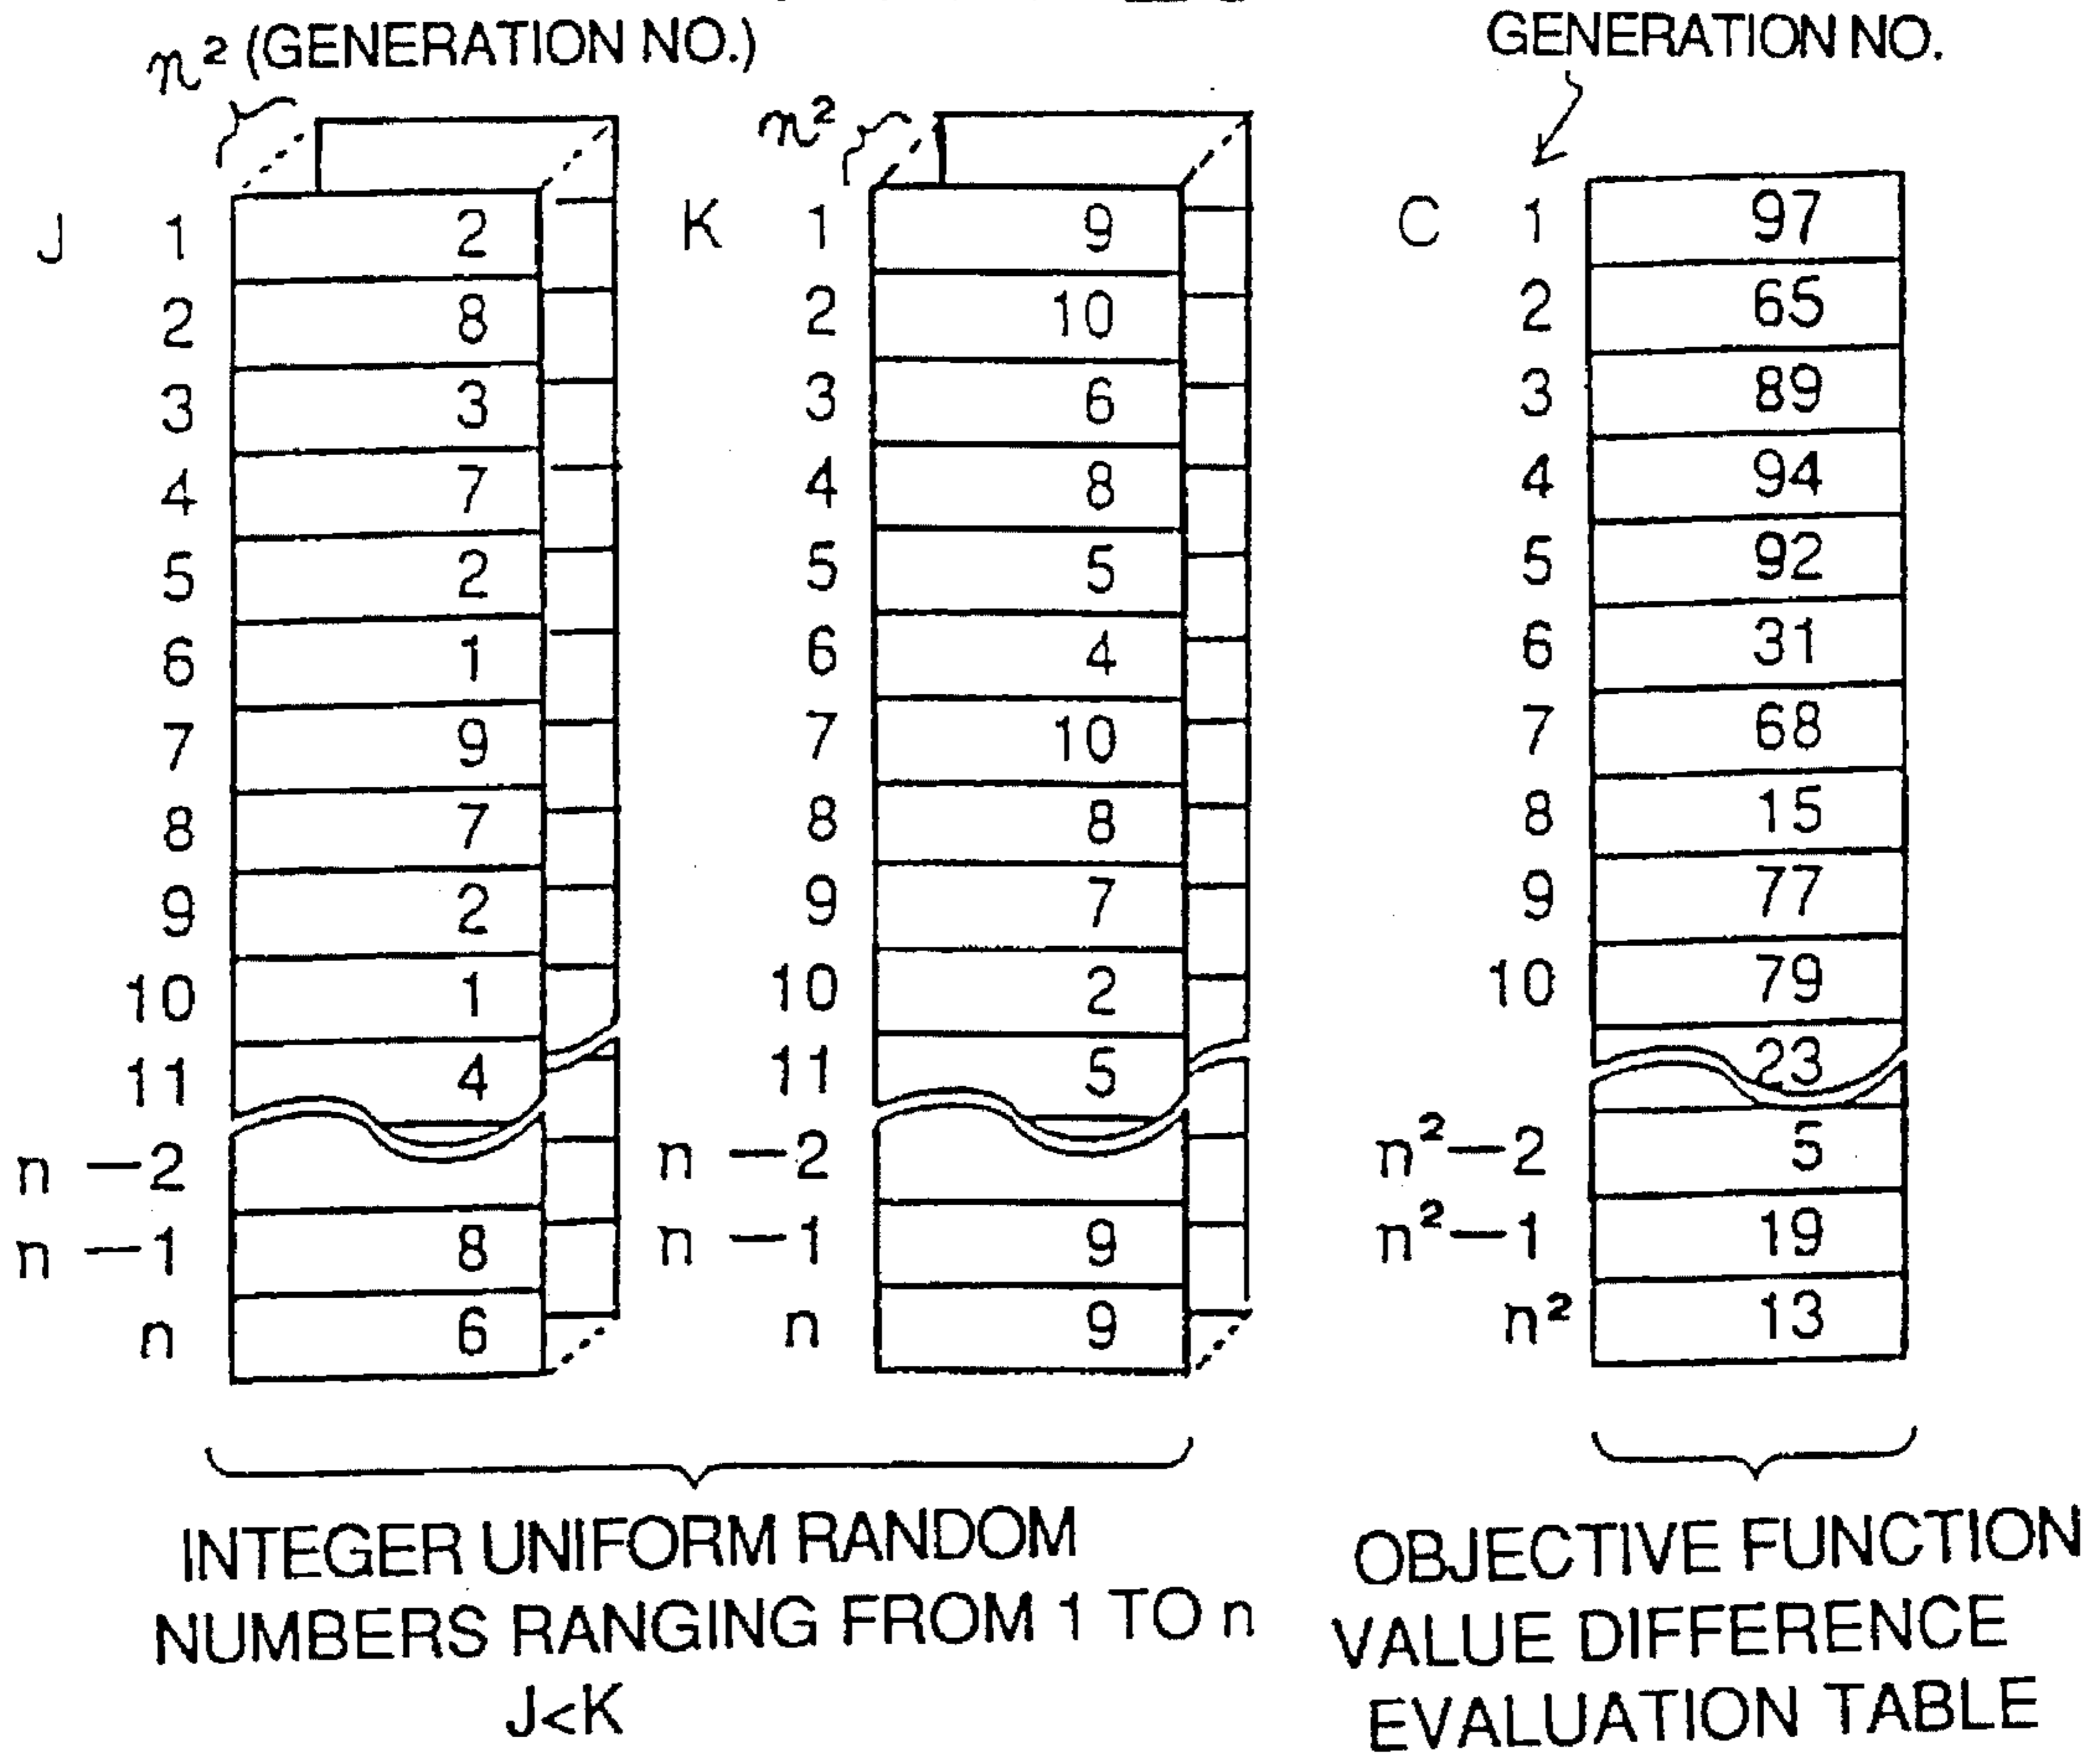 n² (GENERATION NO.) GENERATION NO.
n²
J 1 2 K 1 9 C 1 97
2 8 2 10 2 65
3 3 3 6 3 89
4 7 4 8 4 94
5 2 5 5 5 92
6 1 6 4 6 31
7 9 7 10 7 68
8 7 8 8 8 15
9 2 9 7 9 77
10 1 10 2 10 79
11 4 11 5 23
n −2 n −2 n²−2 5
n −1 8 n −1 9 n²−1 19
n 6 n 9 n² 13
INTEGER UNIFORM RANDOM
NUMBERS RANGING FROM 1 TO n
J<K
OBJECTIVE FUNCTION
VALUE DIFFERENCE
EVALUATION TABLE